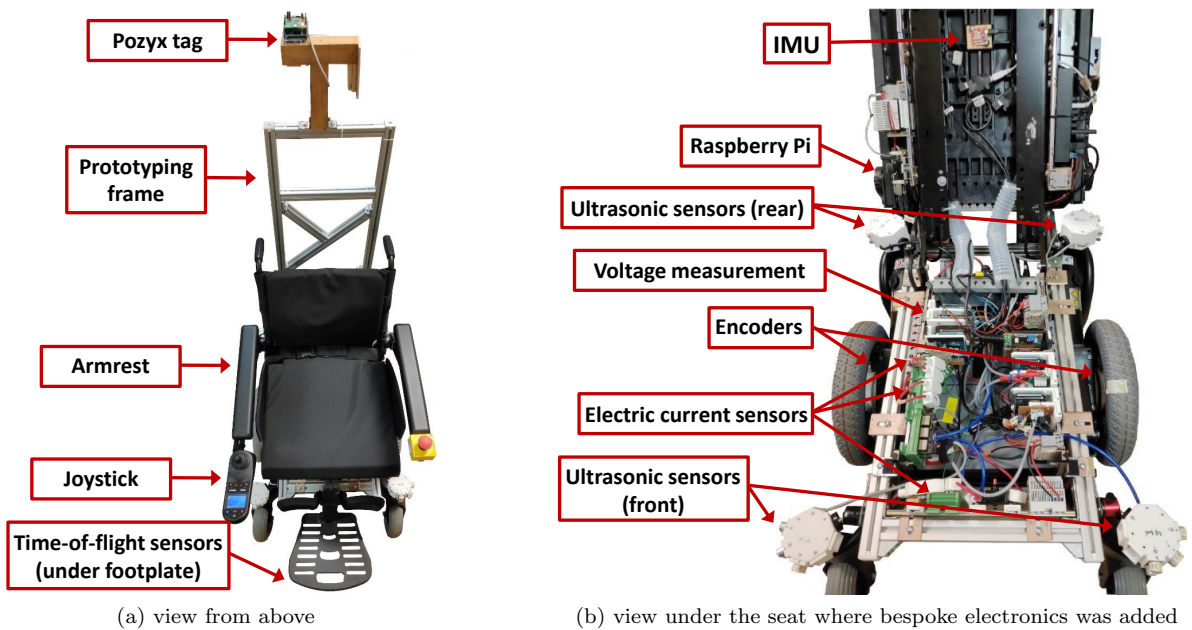 Pozyx tag
Prototyping
frame
Armrest
Joystick
Time-of-flight sensors
(under footplate)
(a) view from above
IMU
Raspberry Pi
Ultrasonic sensors (rear)
Voltage measurement
Encoders
Electric current sensors
Ultrasonic sensors
(front)
(b) view under the seat where bespoke electronics was added